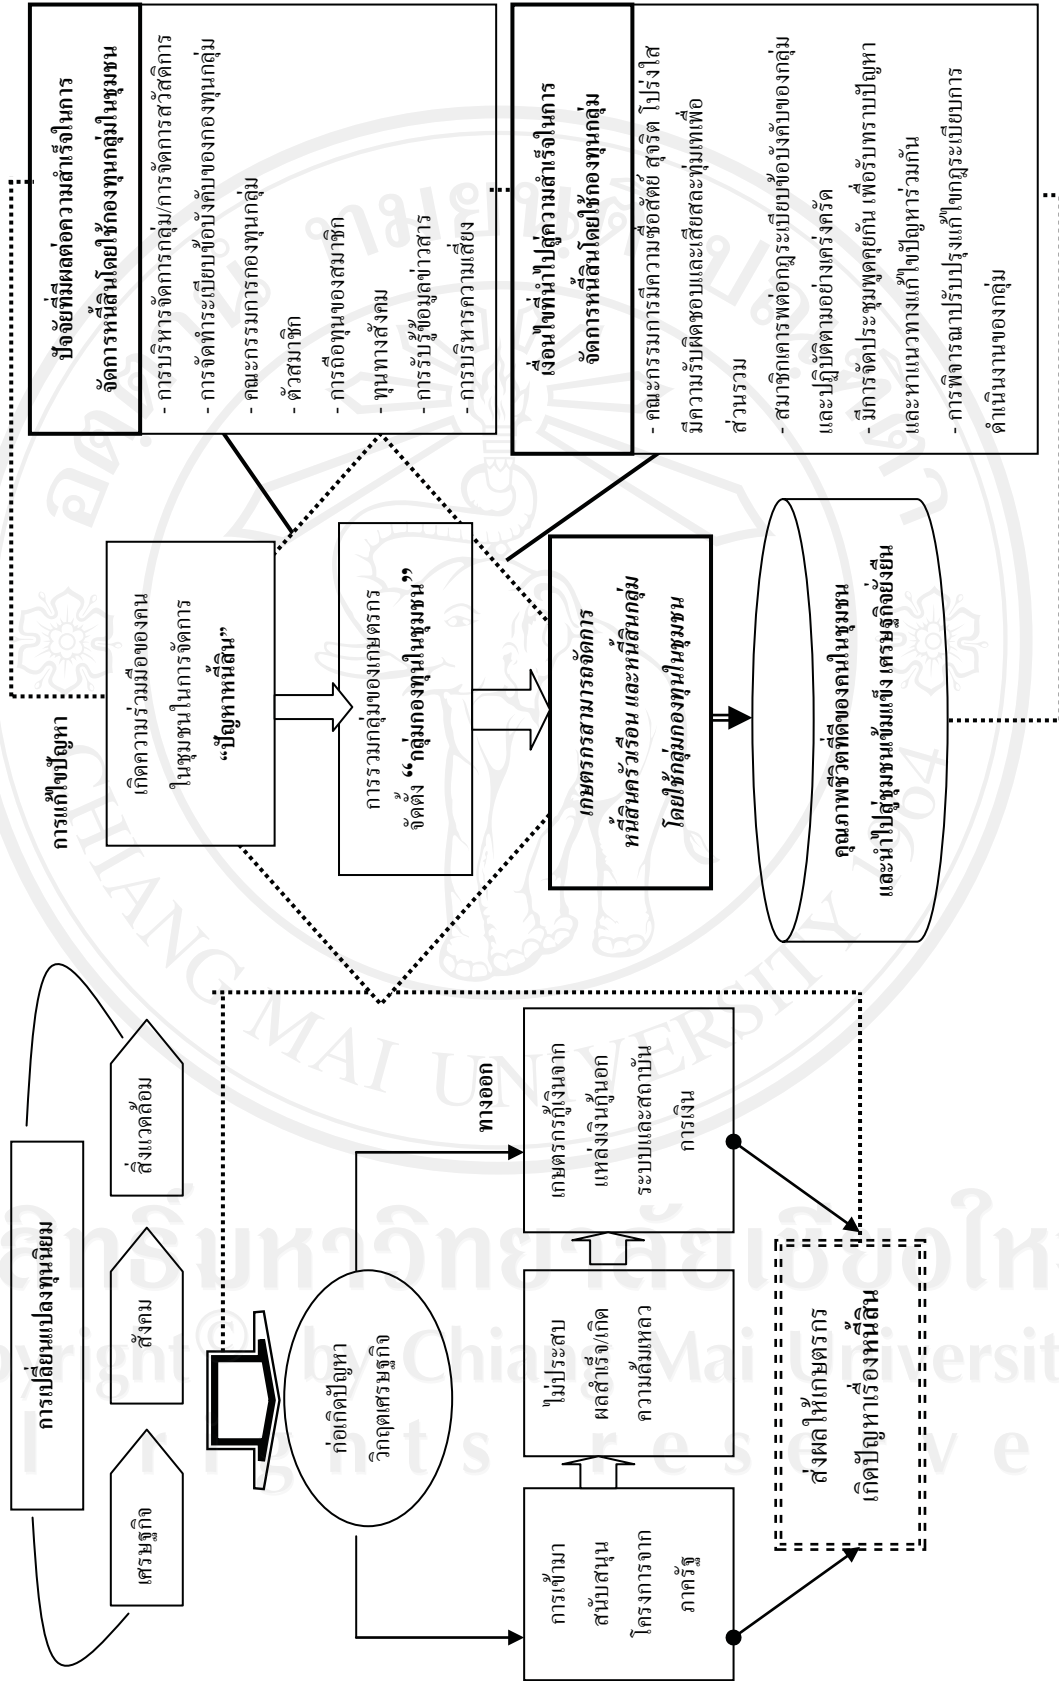 การเปลี่ยนแปลงทุนนิยม
เศรษฐกิจ
สังคม
สิ่งแวดล้อม
ก่อเกิดปัญหา
วิกฤตเศรษฐกิจ
ทางออก
การเข้ามา
สนับสนุน
โครงการจาก
ภาครัฐ
ไม่ประสบ
ผลสำเร็จ/เกิด
ความล้มเหลว
เกษตรกรกู้เงินจาก
แหล่งเงินกู้นอก
ระบบและสถาบัน
การเงิน
ส่งผลให้เกษตรกร
เกิดปัญหาเรื่องหนี้สิน
การแก้ไขปัญหา
เกิดความร่วมมือของคน
ในชุมชนในการจัดการ
“ปัญหาหนี้สิน”
การรวมกลุ่มของเกษตรกร
จัดตั้ง “กลุ่มกองทุนในชุมชน”
เกษตรกรสามารถจัดการ
หนี้สินครัวเรือน และหนี้สินกลุ่ม
โดยใช้กลุ่มกองทุนในชุมชน
คุณภาพชีวิตที่ดีของคนในชุมชน
และนำไปสู่ชุมชนเข้มแข็ง เศรษฐกิจยั่งยืน
ปัจจัยที่มีผลต่อความสำเร็จในการ
จัดการหนี้สินโดยใช้กองทุนกลุ่มในชุมชน
- การบริหารจัดการกลุ่ม/การจัดการสวัสดิการ
- การจัดทำระเบียบข้อบังคับของกองทุนกลุ่ม
- คณะกรรมการกองทุนกลุ่ม
- ตัวสมาชิก
- การถือทุนของสมาชิก
- ทุนทางสังคม
- การรับรู้ข้อมูลข่าวสาร
- การบริหารความเสี่ยง
เงื่อนไขที่นำไปสู่ความสำเร็จในการ
จัดการหนี้สินโดยใช้กองทุนกลุ่ม
- คณะกรรมการมีความซื่อสัตย์ สุจริต โปร่งใส
มีความรับผิดชอบและเสียสละทุ่มเทเพื่อ
ส่วนรวม
- สมาชิกเคารพต่อกฎระเบียบข้อบังคับของกลุ่ม
และปฏิบัติตามอย่างเคร่งครัด
- มีการจัดประชุมพูดคุยกัน เพื่อรับทราบปัญหา
และหาแนวทางแก้ไขปัญหาร่วมกัน
- การพิจารณาปรับปรุงแก้ไขกฎระเบียบการ
ดำเนินงานของกลุ่ม
CHIANG MAI UNIVERSITY 1964
© by Chiang Mai Universit
rights reserve